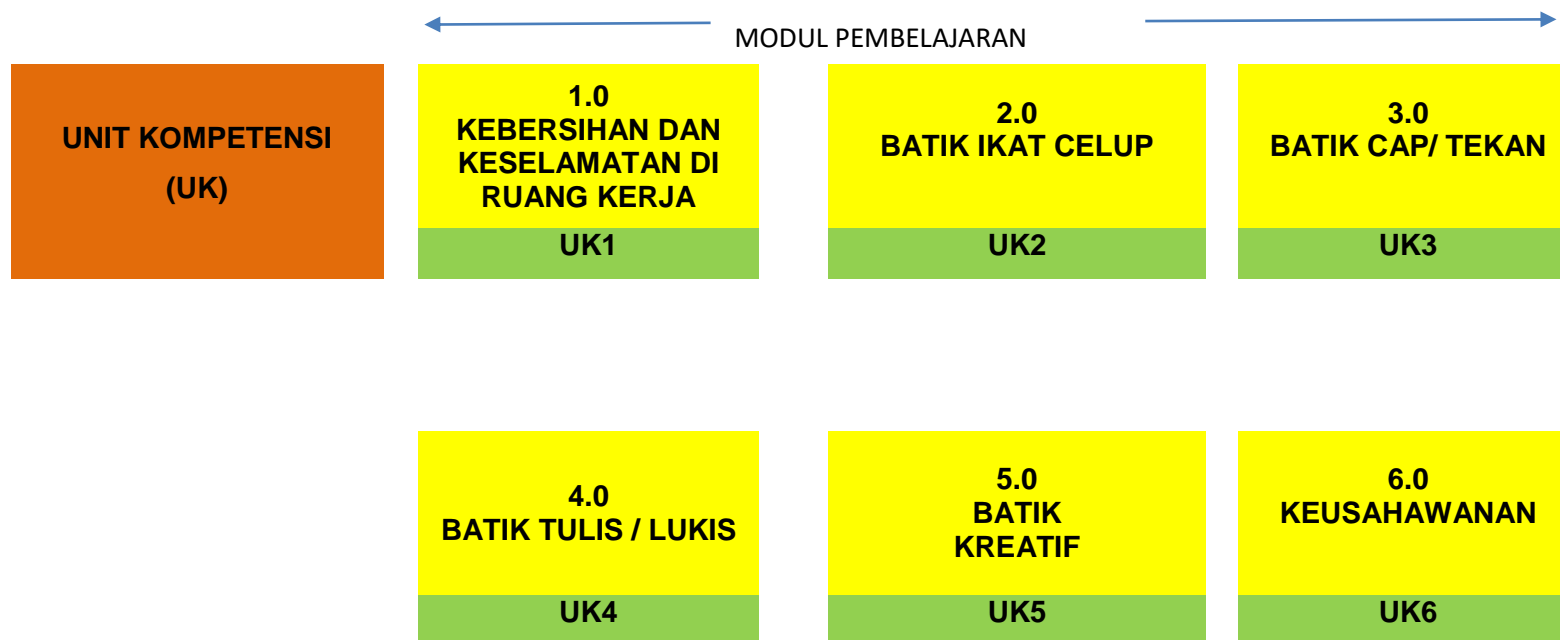 MODUL PEMBELAJARAN
UNIT KOMPETENSI
(UK)
1.0
KEBERSIHAN DAN
KESELAMATAN DI
RUANG KERJA
UK1
2.0
BATIK IKAT CELUP
UK2
3.0
BATIK CAP/ TEKAN
UK3
4.0
BATIK TULIS / LUKIS
UK4
5.0
BATIK
KREATIF
UK5
6.0
KEUSAHAWANAN
UK6